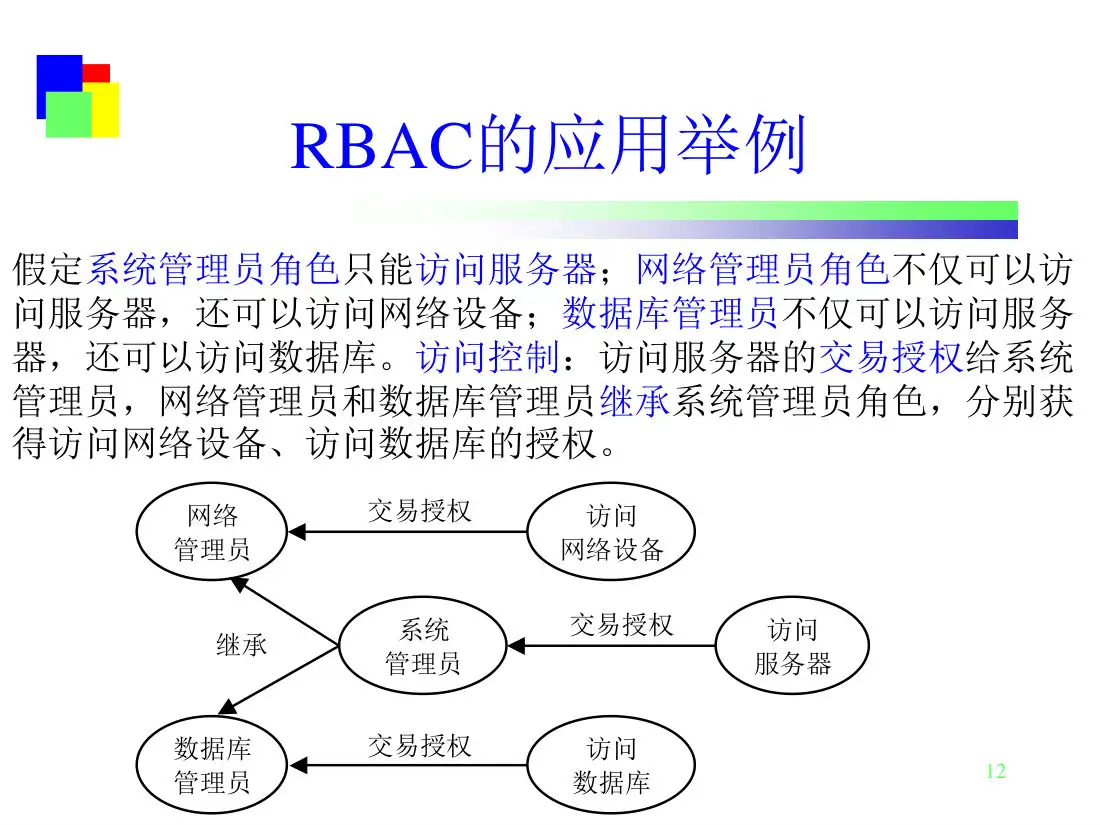 RBAC的应用举例
假定系统管理员角色只能访问服务器；网络管理员角色不仅可以访
问服务器，还可以访问网络设备；数据库管理员不仅可以访问服务
器，还可以访问数据库。访问控制：访问服务器的交易授权给系统
管理员，网络管理员和数据库管理员继承系统管理员角色，分别获
得访问网络设备、访问数据库的授权。
网络
管理员
交易授权
访问
网络设备
继承
系统
管理员
交易授权
访问
服务器
数据库
管理员
交易授权
访问
数据库
12